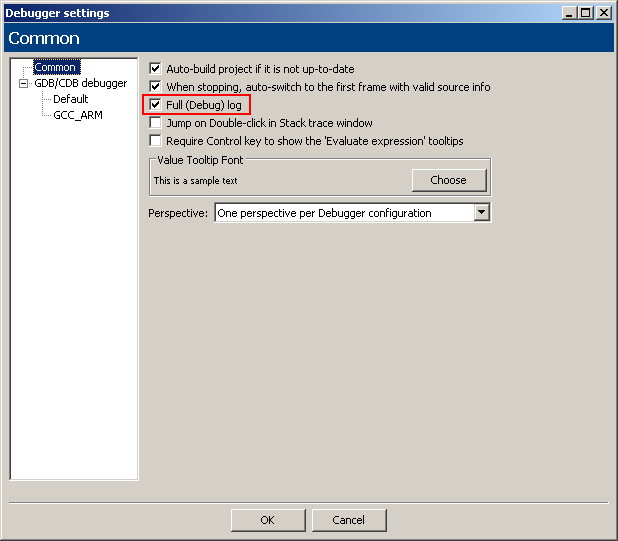 Debugger settings
Common
Common
GDB/CDB debugger
Default
GCC_ARM
Auto-build project if it is not up-to-date
When stopping, auto-switch to the first frame with valid source info
Full (Debug) log
Jump on Double-click in Stack trace window
Require Control key to show the 'Evaluate expression' tooltips
Value Tooltip Font
This is a sample text
Choose
Perspective: One perspective per Debugger configuration
OK Cancel